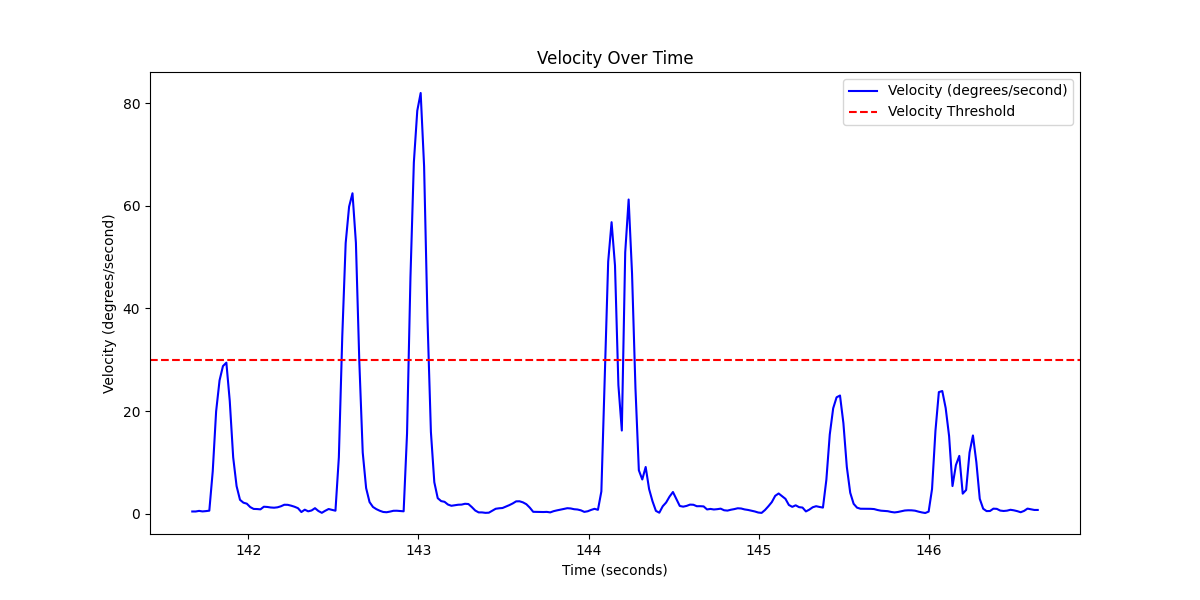 Velocity Over Time
Velocity (degrees/second)
Velocity Threshold
Velocity (degrees/second)
80
60
40
20
0
142
143
144
145
146
Time (seconds)